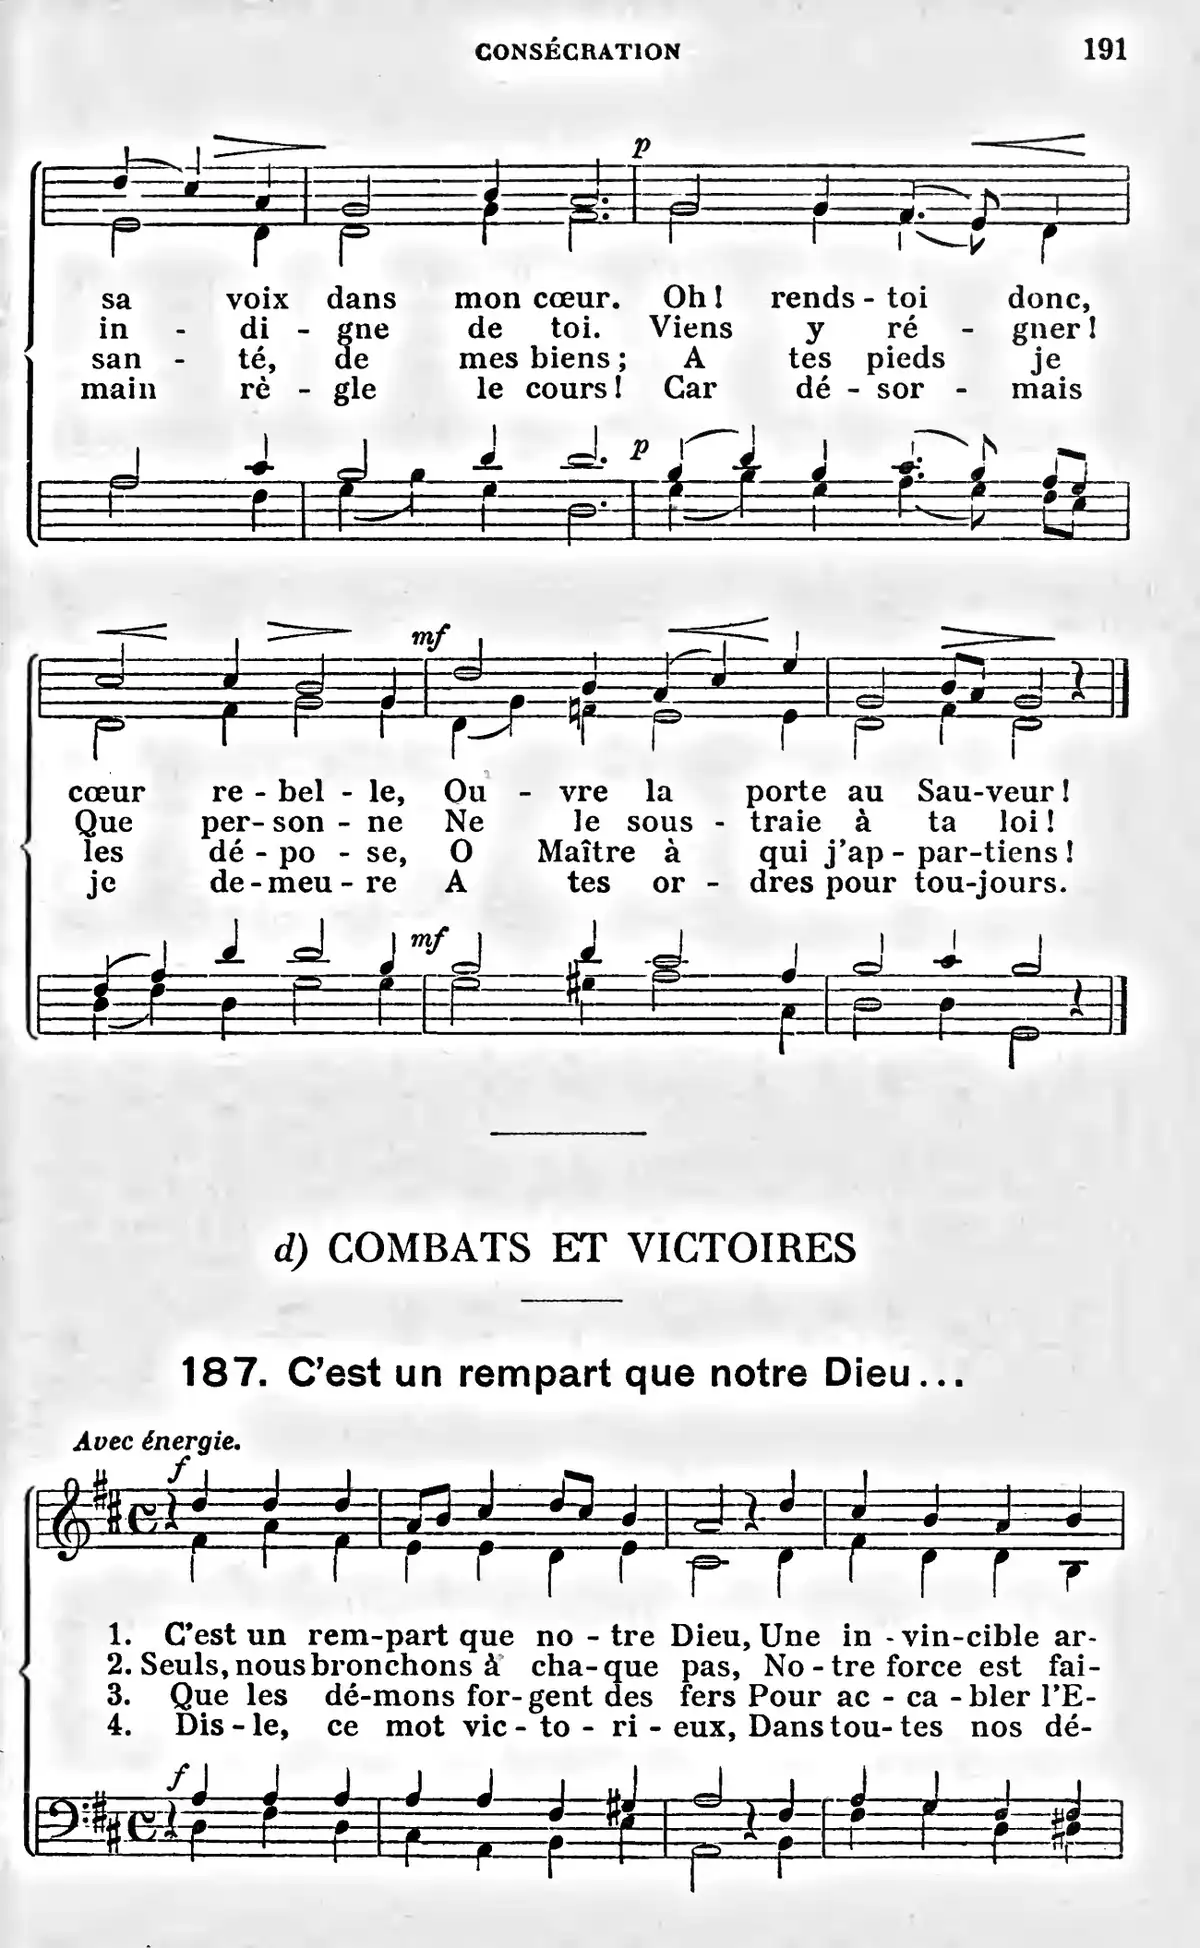 CONSÉCRATION 191
p
sa voix dans mon cœur. Oh! rends - toi donc,
in - di - gne de toi. Viens y ré - gner!
san - té, de mes biens; A tes pieds je
main rè - gle le cours! Car dé - sor - mais
p
mf
cœur re - bel - le, Ou - vre la porte au Sau-veur!
Que per- son - ne Ne le sous - traie à ta loi!
les dé - po - se, O Maître à qui j'ap - par-tiens!
je de - meu - re A tes or - dres pour tou-jours.
mf
d) COMBATS ET VICTOIRES
187. C'est un rempart que notre Dieu...
Avec énergie.
f
1. C'est un rem-part que no - tre Dieu, Une in - vin-cible ar-
2. Seuls, nous bronchons à cha- que pas, No - tre force est fai-
3. Que les dé-mons for- gent des fers Pour ac - ca - bler l'E-
4. Dis - le, ce mot vic - to - ri - eux, Dans tou- tes nos dé-
f